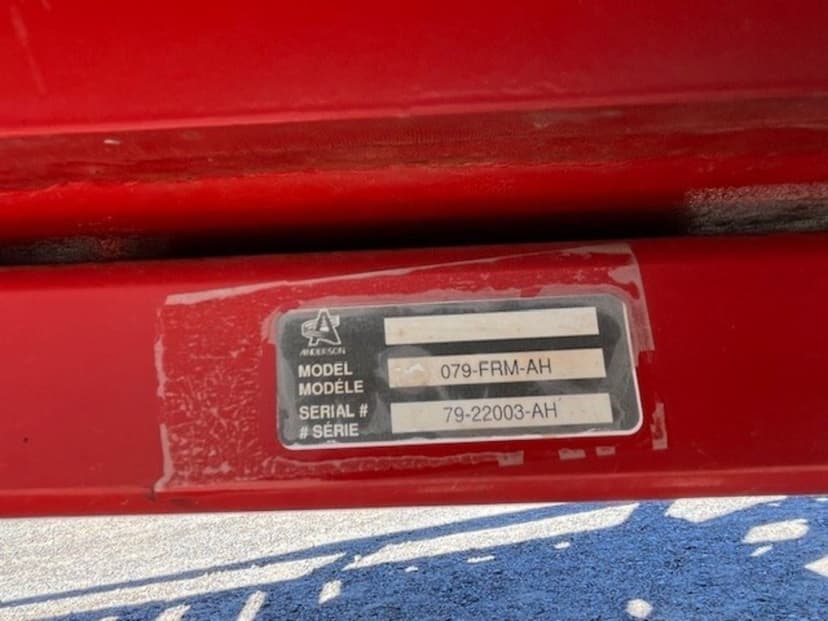 ANDERSON
MODEL
MODÈLE 079-FRM-AH
SERIAL #
# SÉRIE 79-22003-AH